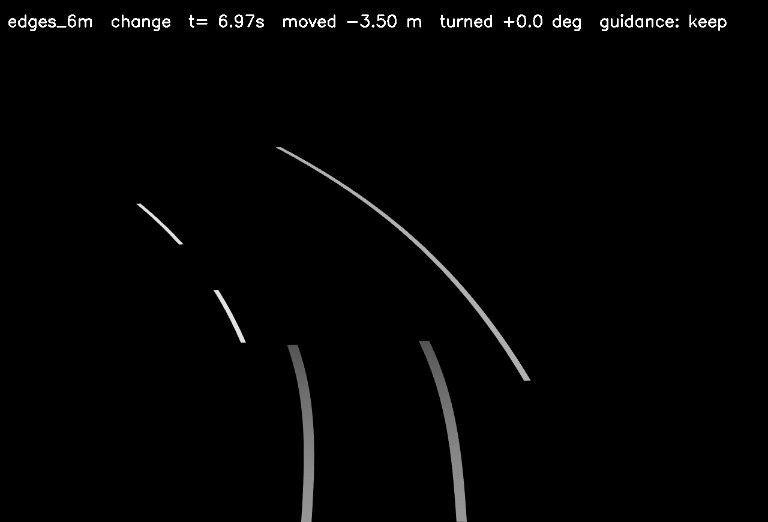 edges_6m change t= 6.97s moved −3.50 m turned +0.0 deg guidance: keep